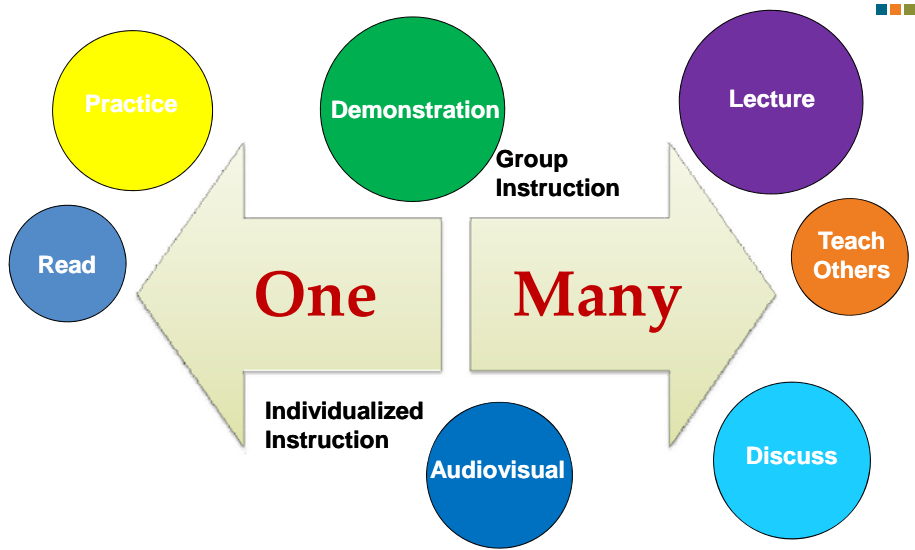 Practice
Demonstration
Lecture
Group
Instruction
Read
Teach
Others
One
Many
Individualized
Instruction
Audiovisual
Discuss